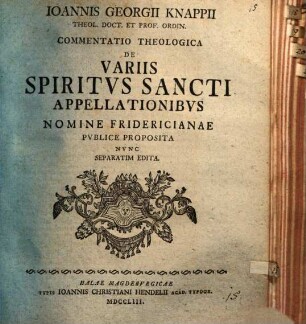 IOANNIS GEORGII KNAPPII
THEOL. DOCT. ET PROF. ORDIN.
COMMENTATIO THEOLOGICA
DE
VARIIS
SPIRITVS SANCTI
APPELLATIONIBVS
NOMINE FRIDERICIANAE
PVBLICE PROPOSITA
NVNC
SEPARATIM EDITA.
HALAE MAGDEBVRGICAE
TYPIS IOANNIS CHRISTIANI HENDELII ACAD. TYPOGR.
MDCCLIII.
15.